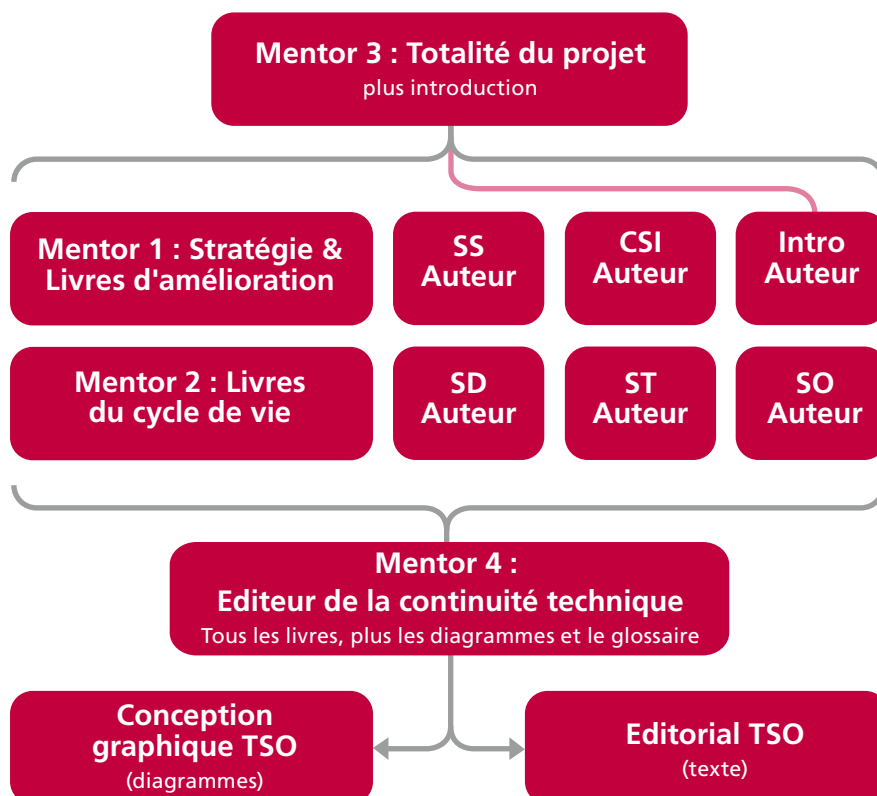 Mentor 3 : Totalité du projet
plus introduction
Mentor 1 : Stratégie &
Livres d'amélioration
SS
Auteur
CSI
Auteur
Intro
Auteur
Mentor 2 : Livres
du cycle de vie
SD
Auteur
ST
Auteur
SO
Auteur
Mentor 4 :
Editeur de la continuité technique
Tous les livres, plus les diagrammes et le glossaire
Conception
graphique TSO
(diagrammes)
Editorial TSO
(texte)